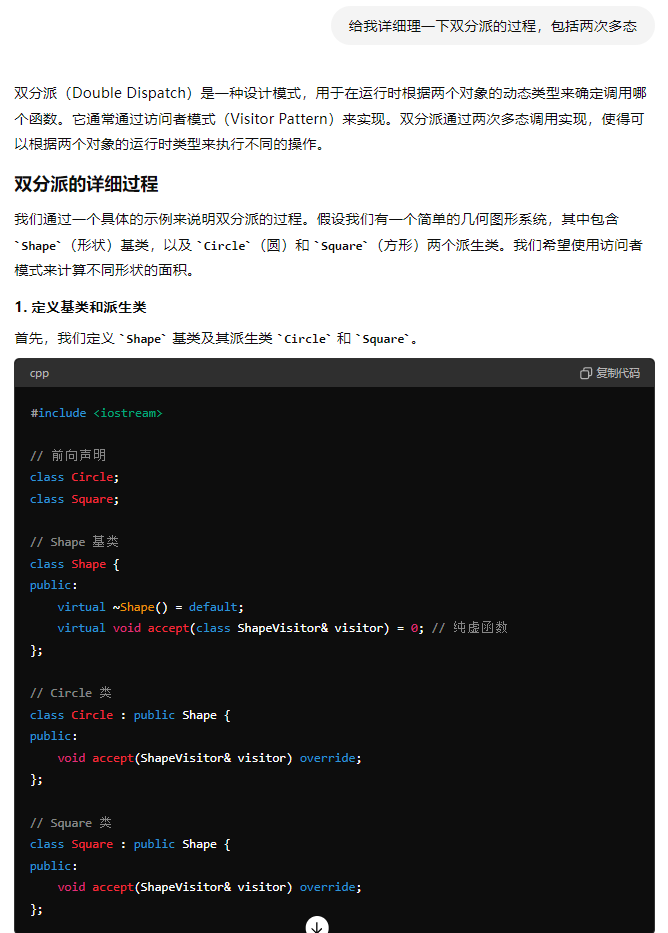 给我详细理一下双分派的过程，包括两次多态
双分派（Double Dispatch）是一种设计模式，用于在运行时根据两个对象的动态类型来确定调用哪
个函数。它通常通过访问者模式（Visitor Pattern）来实现。双分派通过两次多态调用实现，使得可
以根据两个对象的运行时类型来执行不同的操作。
双分派的详细过程
我们通过一个具体的示例来说明双分派的过程。假设我们有一个简单的几何图形系统，其中包含
`Shape`（形状）基类，以及 `Circle`（圆）和 `Square`（方形）两个派生类。我们希望使用访问者
模式来计算不同形状的面积。
1. 定义基类和派生类
首先，我们定义 `Shape` 基类及其派生类 `Circle` 和 `Square`。
cpp 复制代码
#include <iostream>
// 前向声明
class Circle;
class Square;
// Shape 基类
class Shape {
public:
    virtual ~Shape() = default;
    virtual void accept(class ShapeVisitor& visitor) = 0; // 纯虚函数
};
// Circle 类
class Circle : public Shape {
public:
    void accept(ShapeVisitor& visitor) override;
};
// Square 类
class Square : public Shape {
public:
    void accept(ShapeVisitor& visitor) override;
};